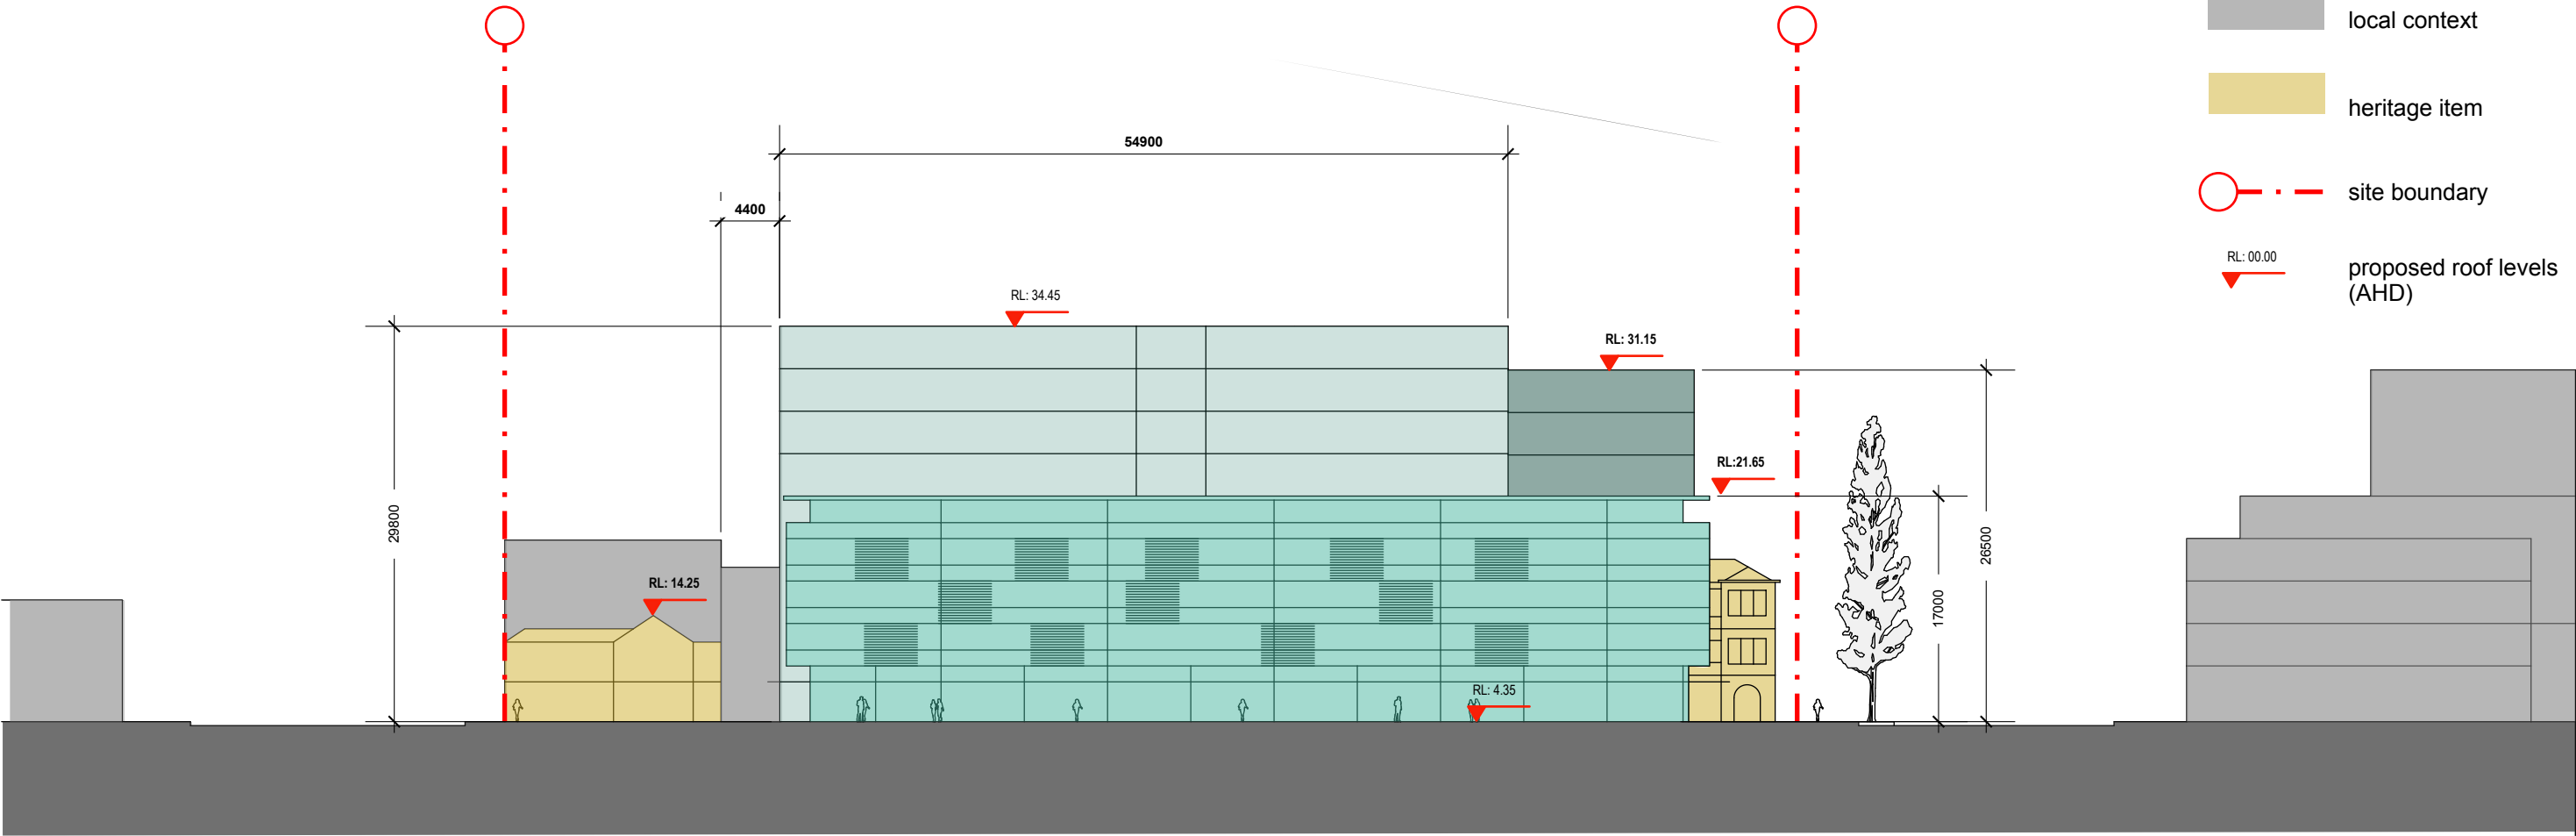 local context
heritage item
site boundary
RL: 00.00
proposed roof levels
(AHD)
54900
4400
RL: 34.45
RL: 31.15
RL:21.65
29800
RL: 14.25
26500
17000
RL: 4.35